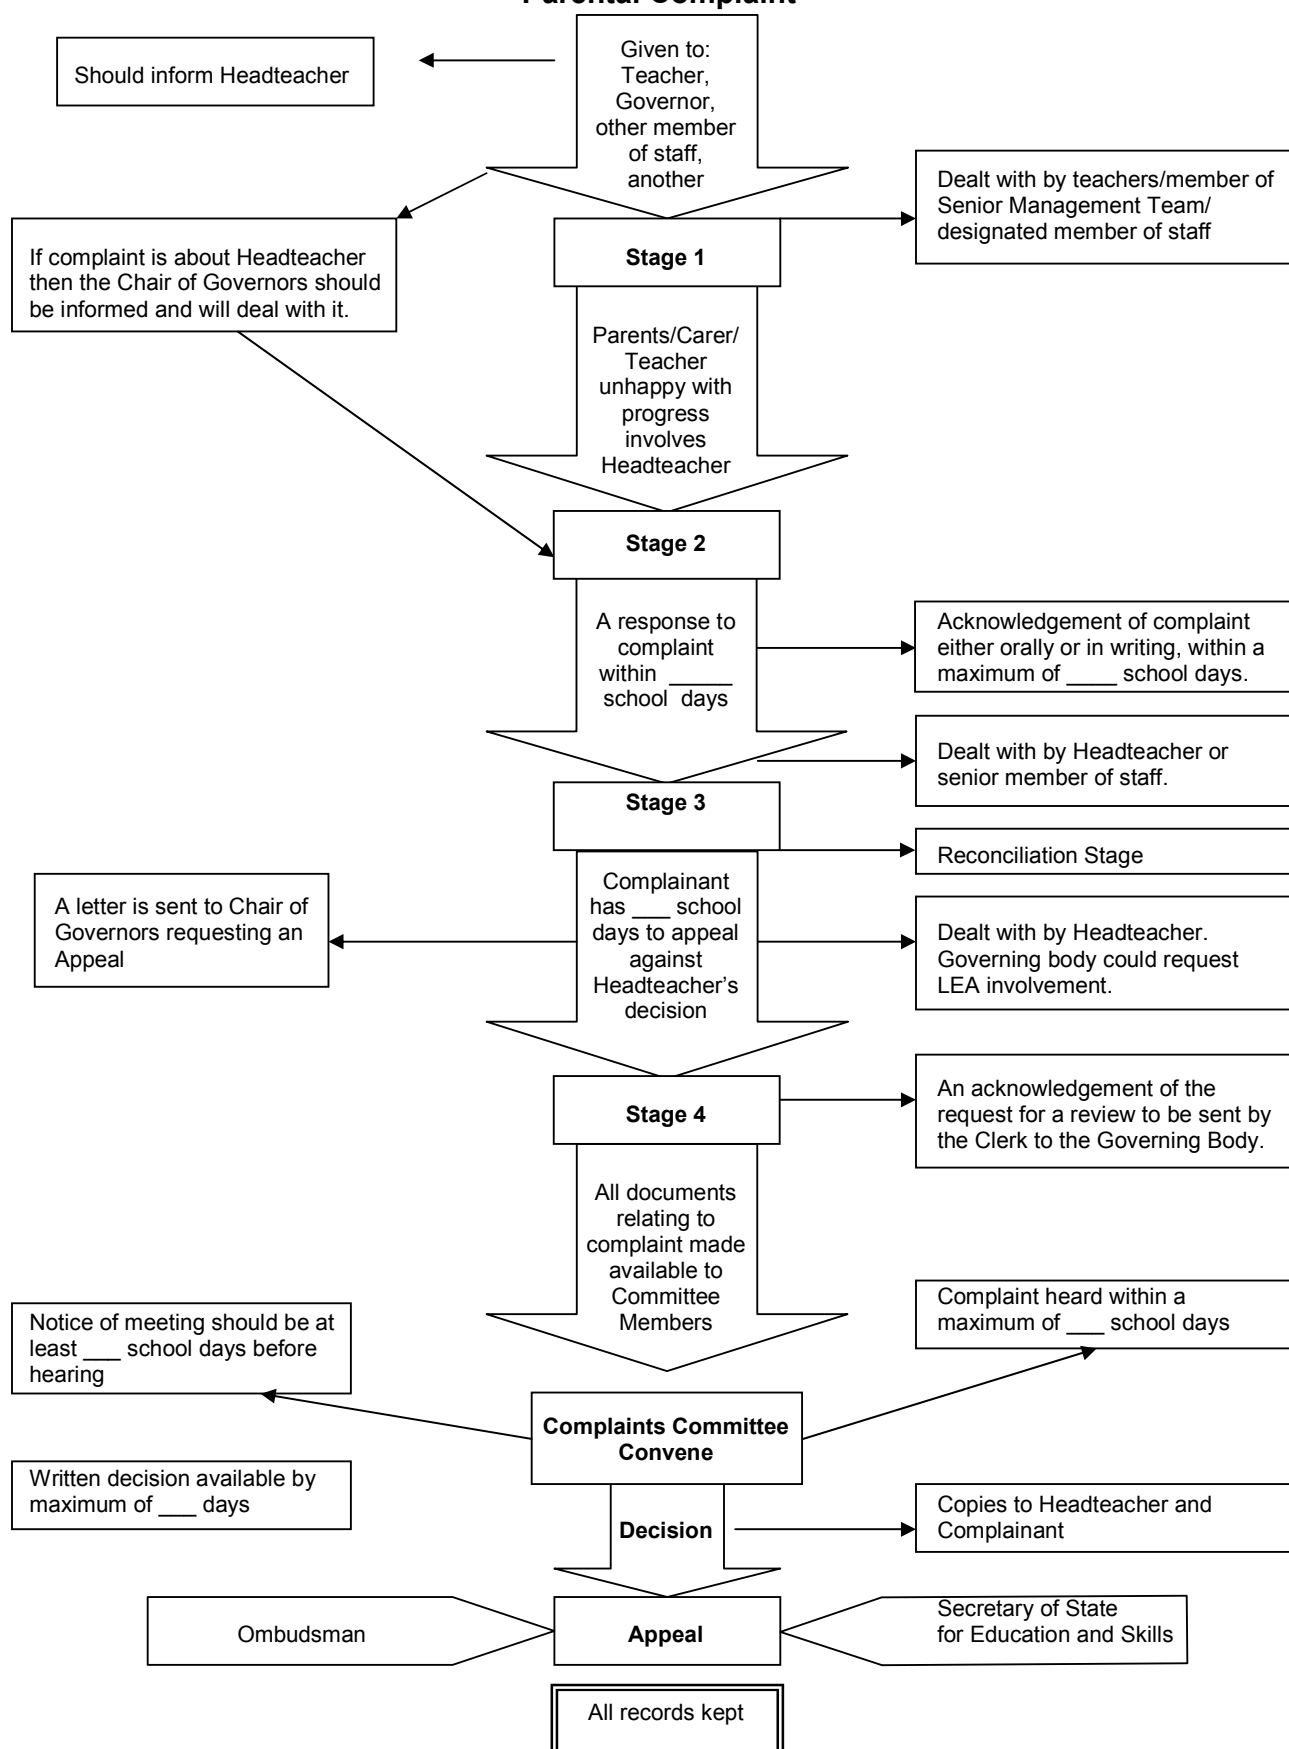 Parental Complaint
Should inform Headteacher
Given to:
Teacher,
Governor,
other member
of staff,
another
Dealt with by teachers/member of
Senior Management Team/
designated member of staff
If complaint is about Headteacher
then the Chair of Governors should
be informed and will deal with it.
Stage 1
Parents/Carer/
Teacher
unhappy with
progress
involves
Headteacher
Stage 2
A response to
complaint
within _____
school days
Acknowledgement of complaint
either orally or in writing, within a
maximum of ____ school days.
Dealt with by Headteacher or
senior member of staff.
Stage 3
Reconciliation Stage
A letter is sent to Chair of
Governors requesting an
Appeal
Complainant
has ___ school
days to appeal
against
Headteacher’s
decision
Dealt with by Headteacher.
Governing body could request
LEA involvement.
Stage 4
An acknowledgement of the
request for a review to be sent by
the Clerk to the Governing Body.
All documents
relating to
complaint made
available to
Committee
Members
Notice of meeting should be at
least ___ school days before
hearing
Complaint heard within a
maximum of ___ school days
Complaints Committee
Convene
Written decision available by
maximum of ___ days
Decision
Copies to Headteacher and
Complainant
Ombudsman
Appeal
Secretary of State
for Education and Skills
All records kept